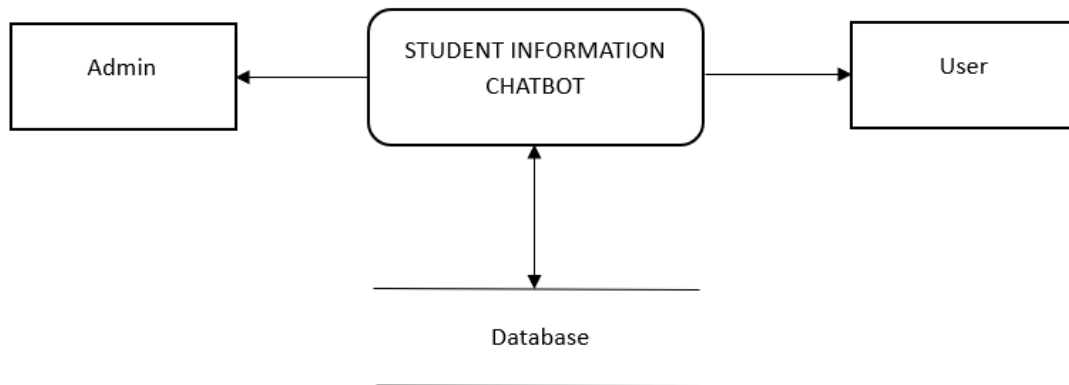 Admin
STUDENT INFORMATION
CHATBOT
User
Database